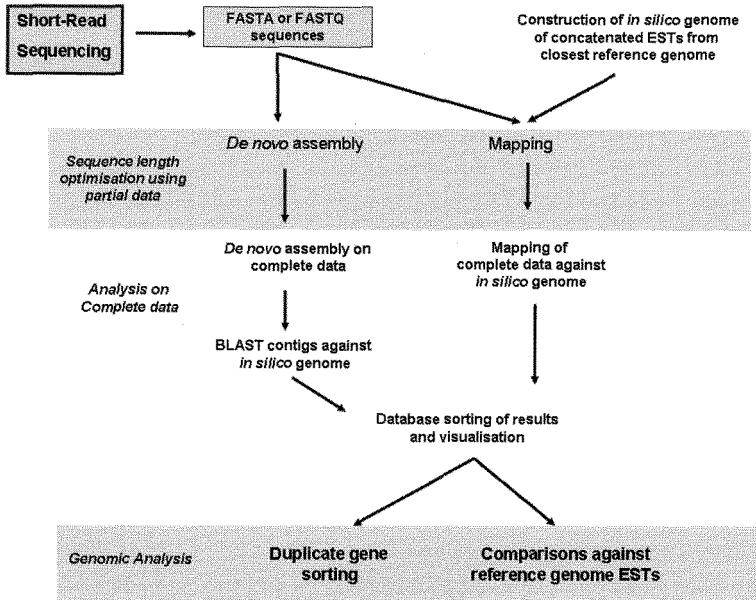 Short-Read
Sequencing
FASTA or FASTQ
sequences
Construction of in silico genome
of concatenated ESTs from
closest reference genome
Sequence length
optimisation using
partial data
De novo assembly
Mapping
De novo assembly on
complete data
Mapping of
complete data against
in silico genome
Analysis on
Complete data
BLAST contigs against
in silico genome
Database sorting of results
and visualisation
Genomic Analysis
Duplicate gene
sorting
Comparisons against
reference genome ESTs